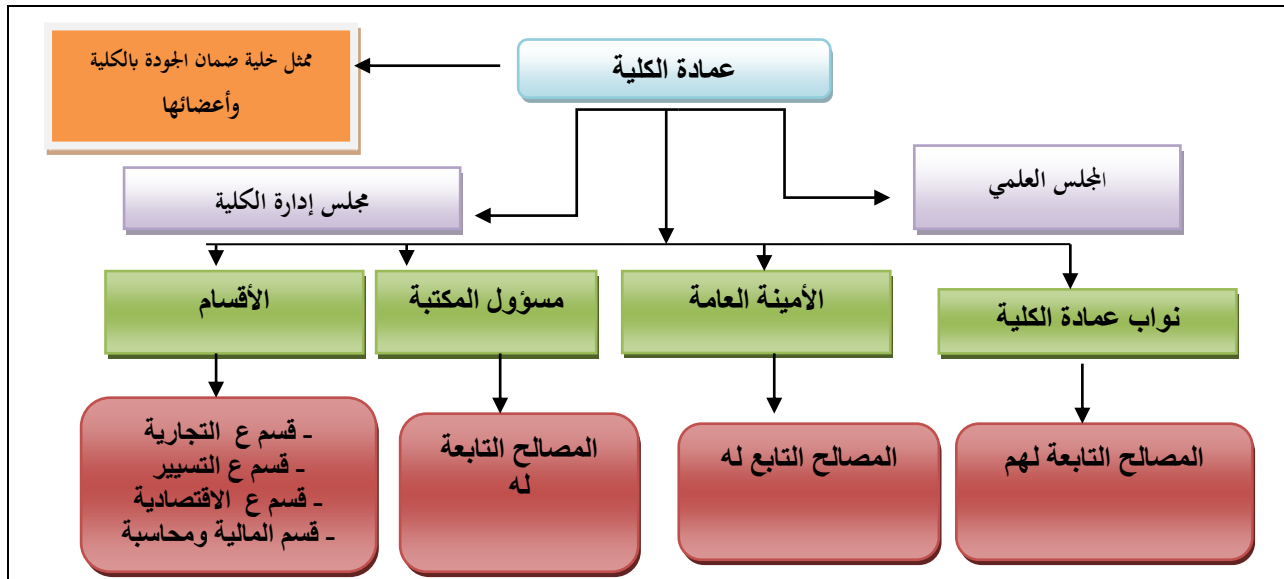 عمادة الكلية
ممثل خلية ضمان الجودة بالكلية
وأعضائها
المجلس العلمي
مجلس إدارة الكلية
نواب عمادة الكلية
الأمينة العامة
مسؤول المكتبة
الأقسام
المصالح التابعة لهم
المصالح التابع له
المصالح التابعة
له
- قسم ع التجارية
- قسم ع التسيير
- قسم ع الاقتصادية
- قسم المالية ومحاسبة